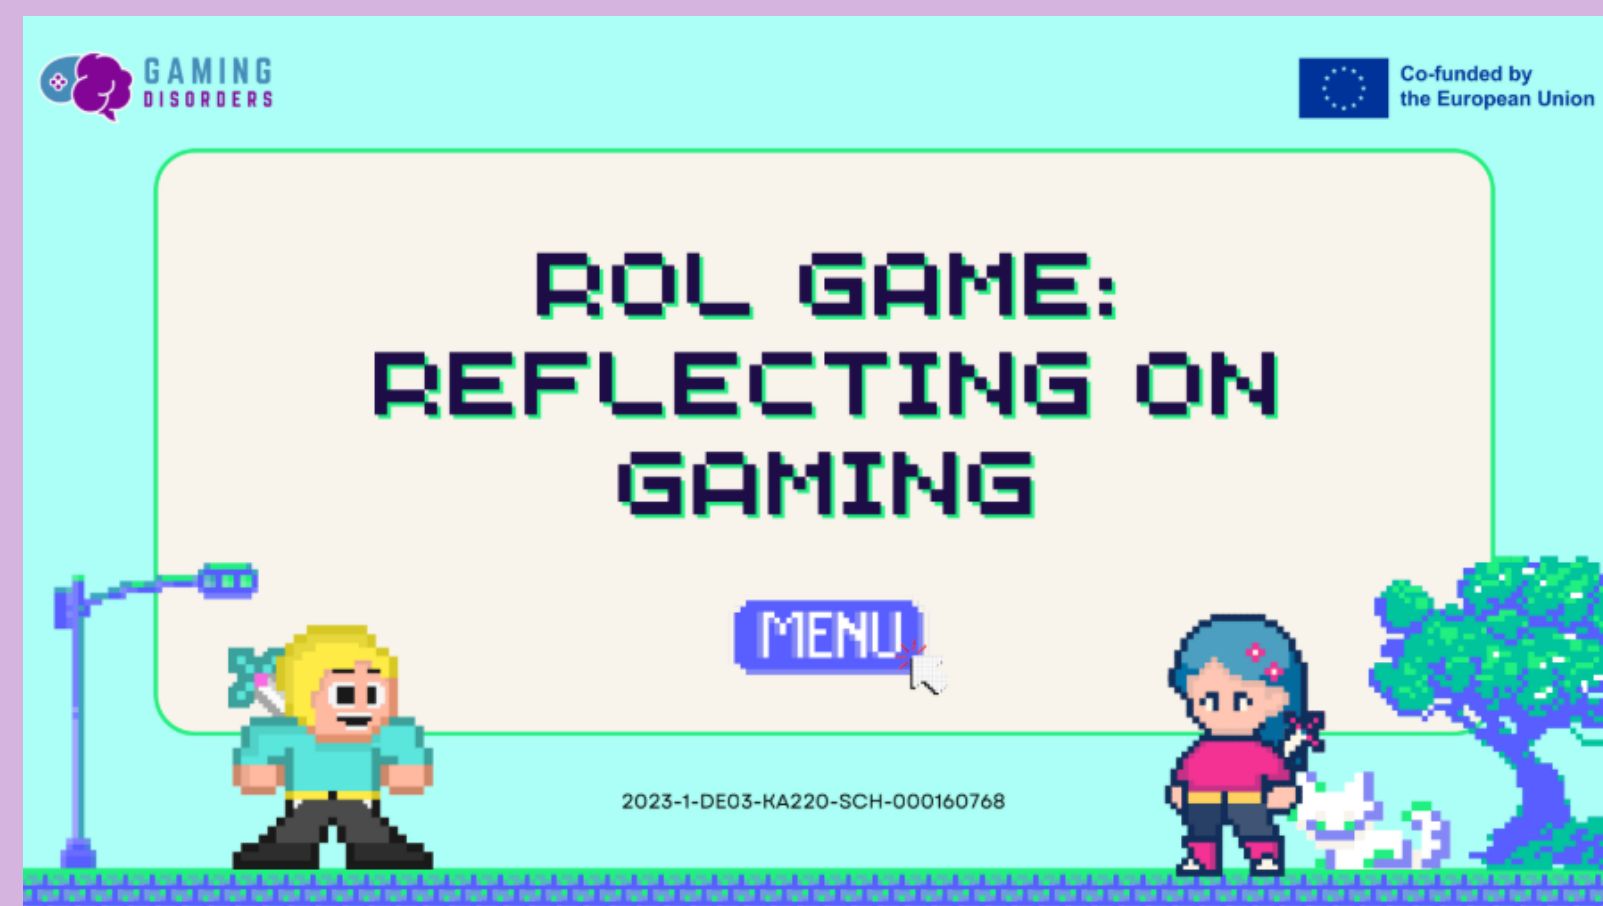 GAMING
DISORDERS
Co-funded by
the European Union
ROL GAME:
REFLECTING ON
GAMING
MENU
2023-1-DE03-KA220-SCH-000160768